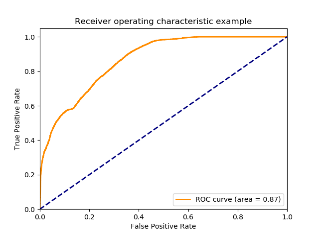 Receiver operating characteristic example
1.0
0.8
0.6
0.4
0.2
0.0
True Positive Rate
ROC curve (area = 0.87)
0.0 0.2 0.4 0.6 0.8 1.0
False Positive Rate